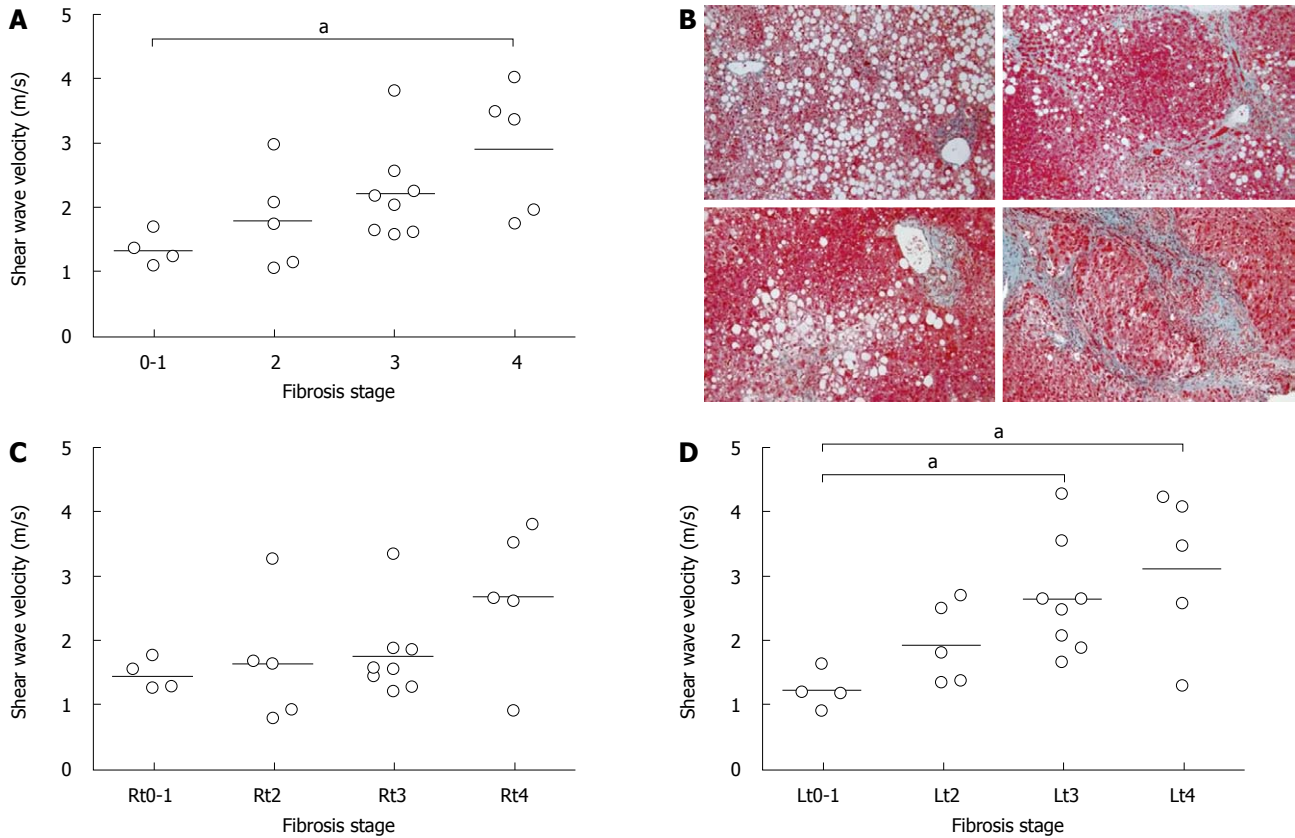 A
a
Shear wave velocity (m/s)
5
4
3
2
1
0
0-1 2 3 4
Fibrosis stage
B
C
Shear wave velocity (m/s)
5
4
3
2
1
0
Rt0-1 Rt2 Rt3 Rt4
Fibrosis stage
D
a
a
Shear wave velocity (m/s)
5
4
3
2
1
0
Lt0-1 Lt2 Lt3 Lt4
Fibrosis stage